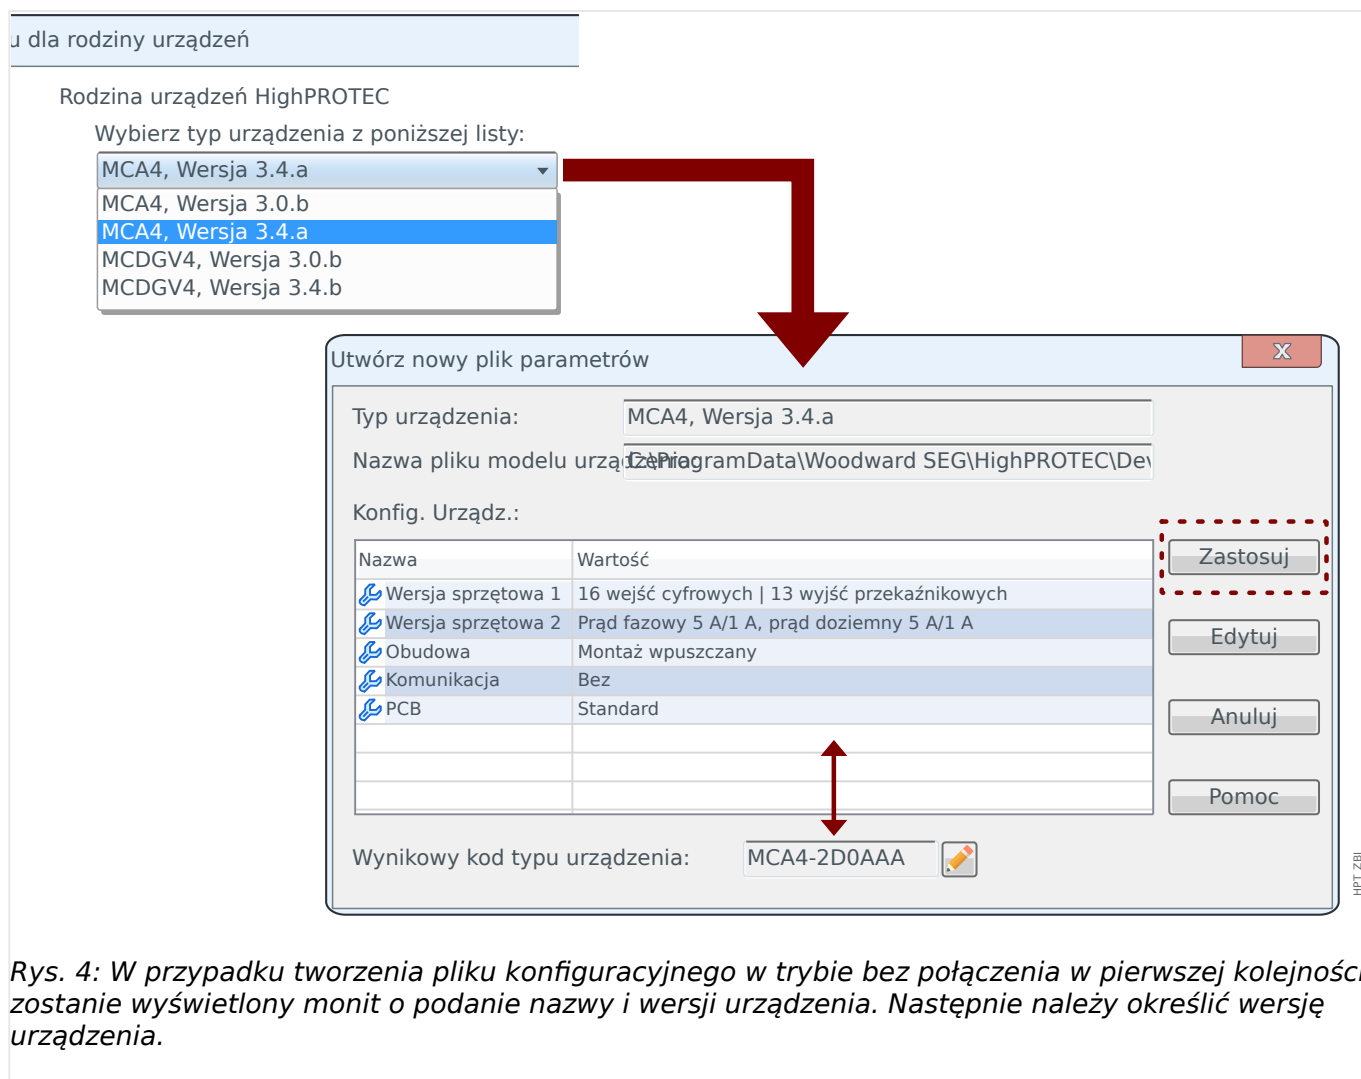 u dla rodziny urządzeń
Rodzina urządzeń HighPROTEC
Wybierz typ urządzenia z poniższej listy:
MCA4, Wersja 3.4.a
MCA4, Wersja 3.0.b
MCA4, Wersja 3.4.a
MCDGV4, Wersja 3.0.b
MCDGV4, Wersja 3.4.b
Utwórz nowy plik parametrów
X
Typ urządzenia: MCA4, Wersja 3.4.a
Nazwa pliku modelu urządzenia: C:\ProgramData\Woodward SEG\HighPROTEC\Dev
Konfig. Urządz.:
Nazwa Wartość
Wersja sprzętowa 1 16 wejść cyfrowych | 13 wyjść przekaźnikowych
Wersja sprzętowa 2 Prąd fazowy 5 A/1 A, prąd doziemny 5 A/1 A
Obudowa Montaż wpuszczany
Komunikacja Bez
PCB Standard
Zastosuj
Edytuj
Anuluj
Pomoc
Wynikowy kod typu urządzenia: MCA4-2D0AAA
HPT ZBI
Rys. 4: W przypadku tworzenia pliku konfiguracyjnego w trybie bez połączenia w pierwszej kolejności
zostanie wyświetlony monit o podanie nazwy i wersji urządzenia. Następnie należy określić wersję
urządzenia.